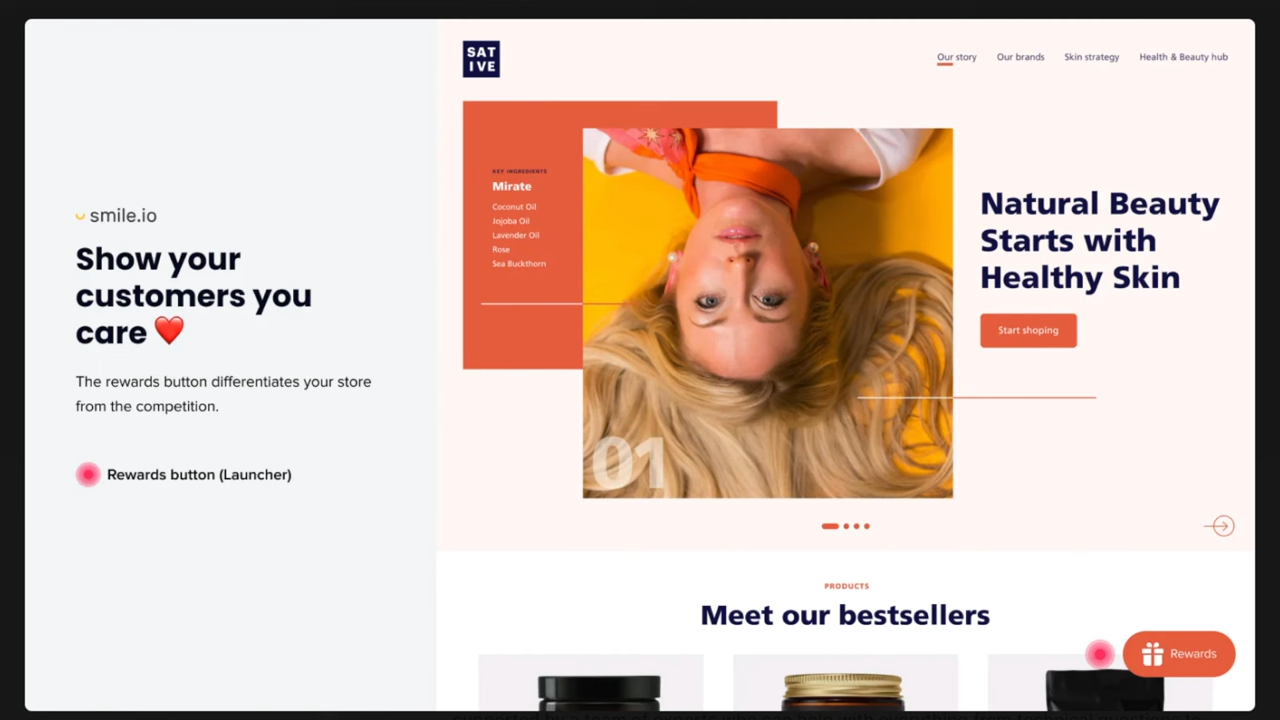 smile.io
Show your
customers you
care ❤️
The rewards button differentiates your store
from the competition.
Rewards button (Launcher)
SAT
IVE
Our story
Our brands
Skin strategy
Health & Beauty hub
KEY INGREDIENTS
Mirate
Coconut Oil
Jojoba Oil
Lavender Oil
Rose
Sea Buckthorn
01
Natural Beauty
Starts with
Healthy Skin
Start shoping
PRODUCTS
Meet our bestsellers
Rewards